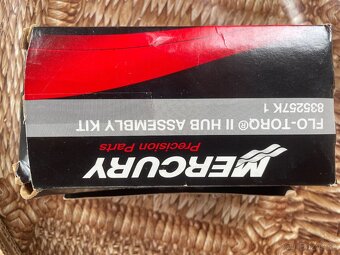 MERCURY
Precision Parts
FLO-TORQ® II HUB ASSEMBLY KIT
835257K 1